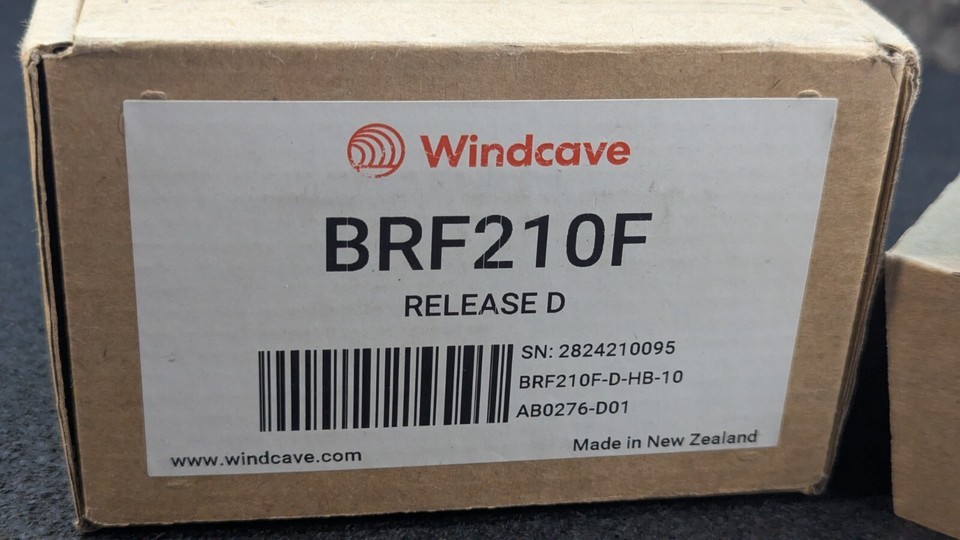 Windcave
BRF210F
RELEASE D
SN: 2824210095
BRF210F-D-HB-10
AB0276-D01
www.windcave.com
Made in New Zealand